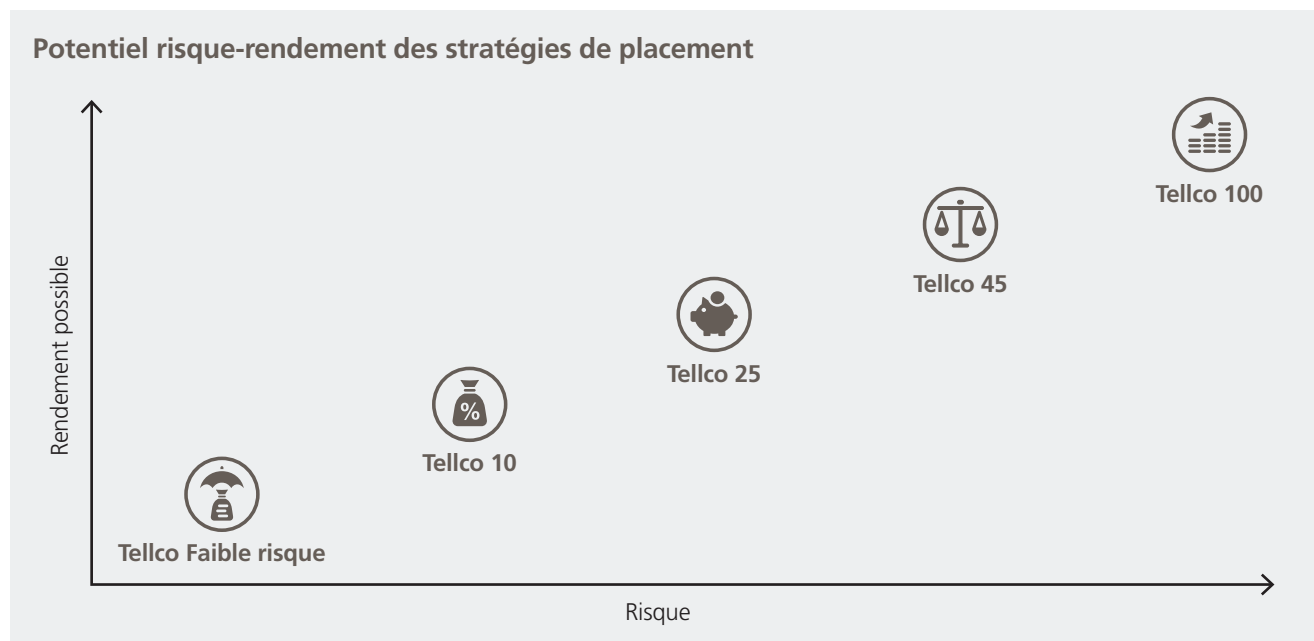 Potentiel risque-rendement des stratégies de placement
Tellco 100
Tellco 45
Rendement possible
Tellco 25
Tellco 10
%
Tellco Faible risque
Risque